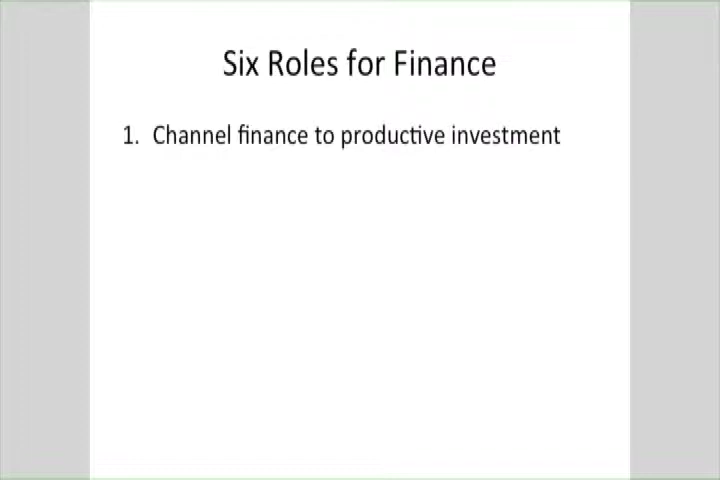 Six Roles for Finance
1. Channel finance to productive investment